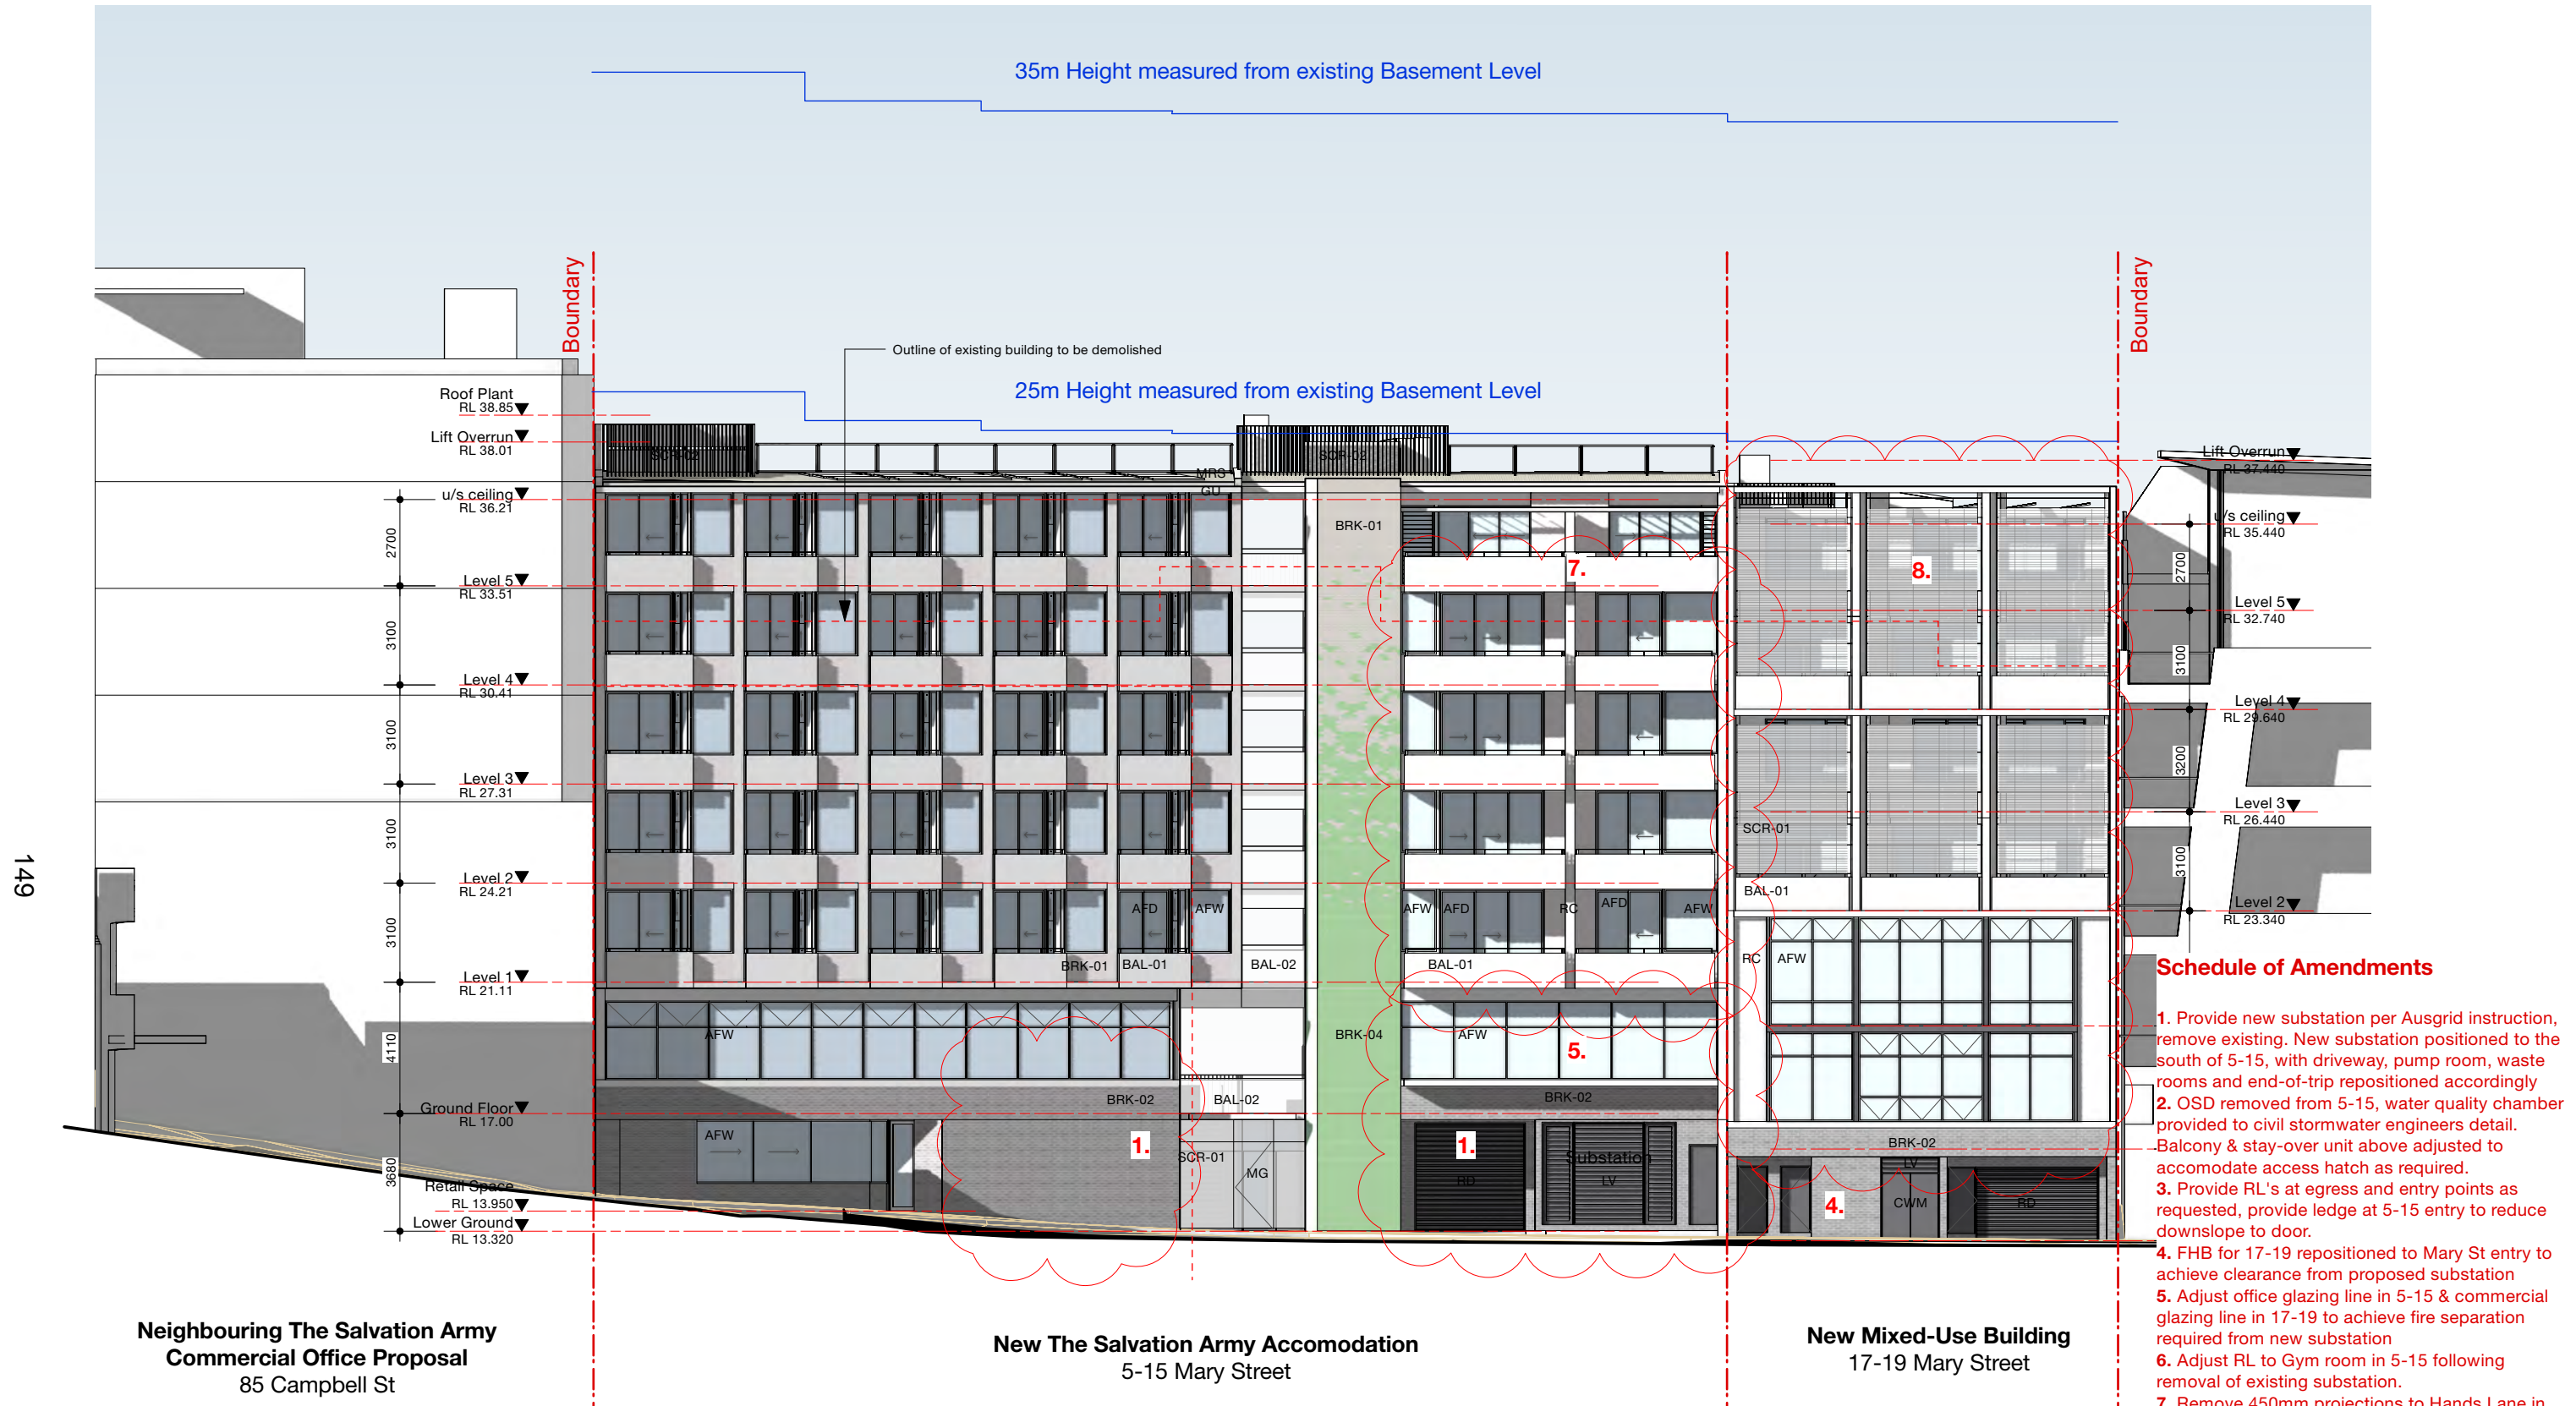 35m Height measured from existing Basement Level
Boundary
Boundary
Outline of existing building to be demolished
25m Height measured from existing Basement Level
Roof Plant
RL 38.85
Lift Overrun
RL 38.01
u/s ceiling
RL 36.21
2700
Level 5
RL 33.51
3100
Level 4
RL 30.41
3100
Level 3
RL 27.31
3100
Level 2
RL 24.21
3100
Level 1
RL 21.11
4110
Ground Floor
RL 17.00
3680
Retail Space
RL 13.950
Lower Ground
RL 13.320
149
SCR-02
SCR-02
MRS
GU
BRK-01
7.
8.
AFD
AFW
AFW
AFD
RC
AFD
AFW
BRK-01
BAL-01
BAL-02
BAL-01
AFW
BRK-04
AFW
5.
BRK-02
BAL-02
BRK-02
AFW
1.
SCR-01
MG
1.
RD
Substation
LV
SCR-01
BAL-01
RC
AFW
BRK-02
LV
4.
CWM
RD
Lift Overrun
RL 37.440
u/s ceiling
RL 35.440
2700
Level 5
RL 32.740
3100
Level 4
RL 29.640
3200
Level 3
RL 26.440
3100
Level 2
RL 23.340
Schedule of Amendments
1. Provide new substation per Ausgrid instruction,
remove existing. New substation positioned to the
south of 5-15, with driveway, pump room, waste
rooms and end-of-trip repositioned accordingly
2. OSD removed from 5-15, water quality chamber
provided to civil stormwater engineers detail.
Balcony & stay-over unit above adjusted to
accomodate access hatch as required.
3. Provide RL's at egress and entry points as
requested, provide ledge at 5-15 entry to reduce
downslope to door.
4. FHB for 17-19 repositioned to Mary St entry to
achieve clearance from proposed substation
5. Adjust office glazing line in 5-15 & commercial
glazing line in 17-19 to achieve fire separation
required from new substation
6. Adjust RL to Gym room in 5-15 following
removal of existing substation.
7. Remove 450mm projections to Hands Lane in
Neighbouring The Salvation Army
Commercial Office Proposal
85 Campbell St
New The Salvation Army Accomodation
5-15 Mary Street
New Mixed-Use Building
17-19 Mary Street